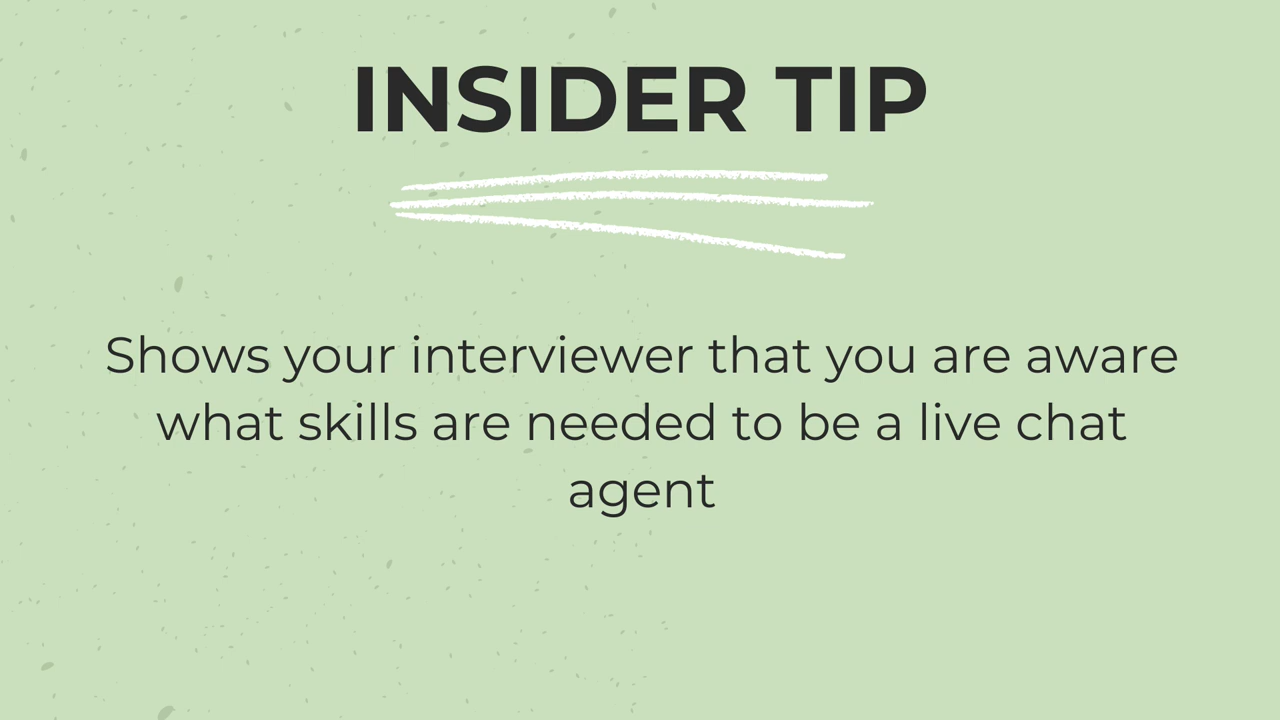 INSIDER TIP
Shows your interviewer that you are aware
what skills are needed to be a live chat
agent